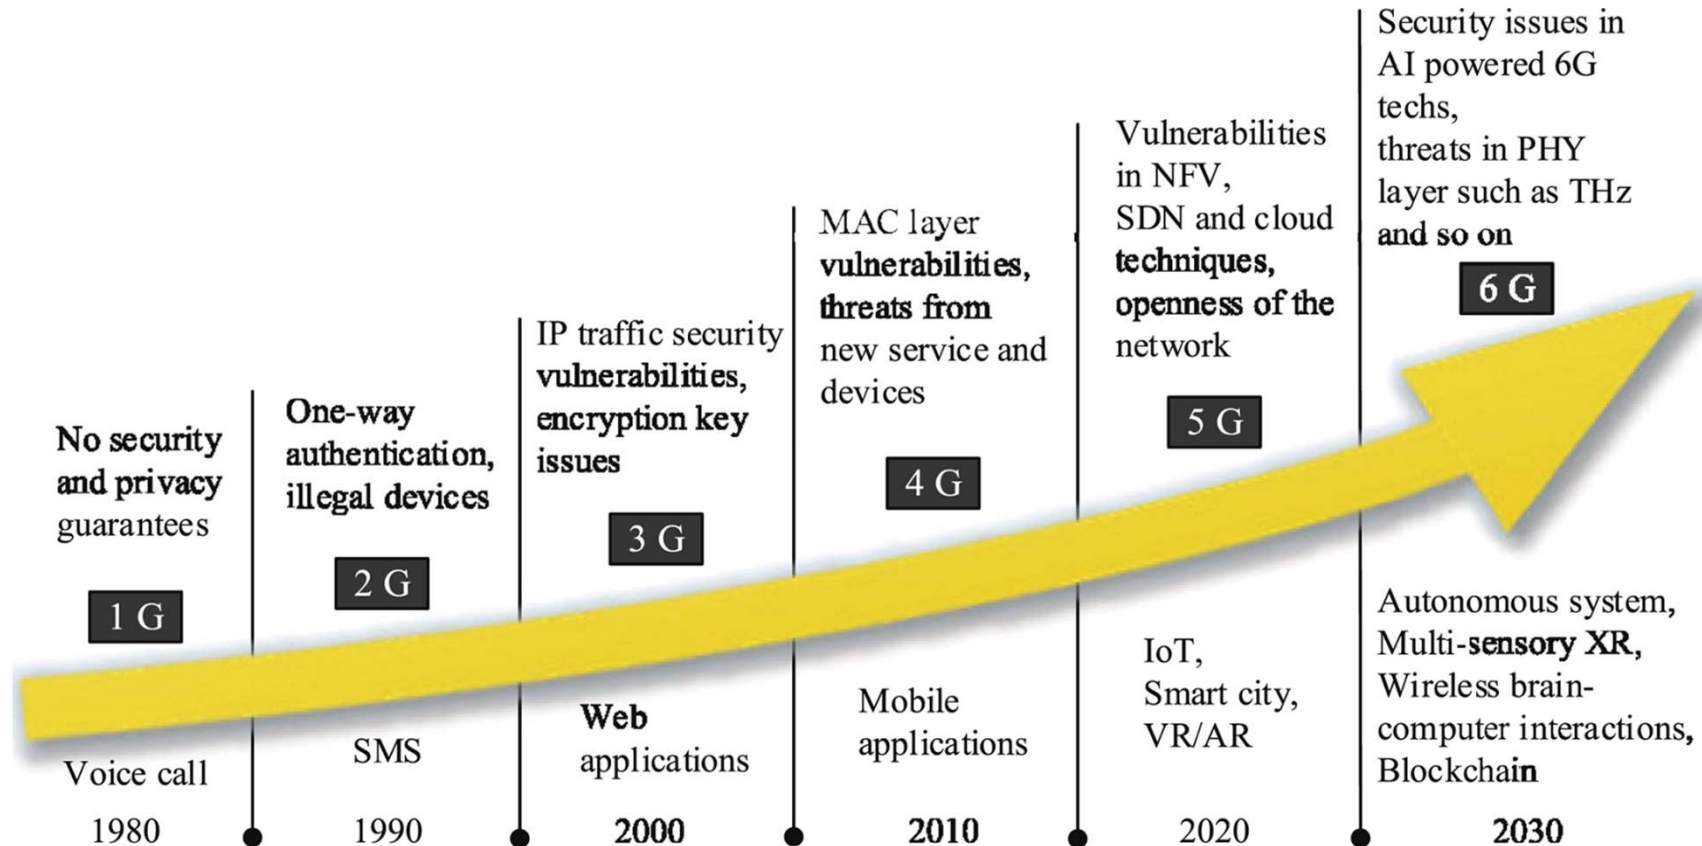 No security
and privacy
guarantees
1 G
Voice call
1980
One-way
authentication,
illegal devices
2 G
SMS
1990
IP traffic security
vulnerabilities,
encryption key
issues
3 G
Web
applications
2000
MAC layer
vulnerabilities,
threats from
new service and
devices
4 G
Mobile
applications
2010
Vulnerabilities
in NFV,
SDN and cloud
techniques,
openness of the
network
5 G
IoT,
Smart city,
VR/AR
2020
Security issues in
AI powered 6G
techs,
threats in PHY
layer such as THz
and so on
6 G
Autonomous system,
Multi-sensory XR,
Wireless brain-
computer interactions,
Blockchain
2030